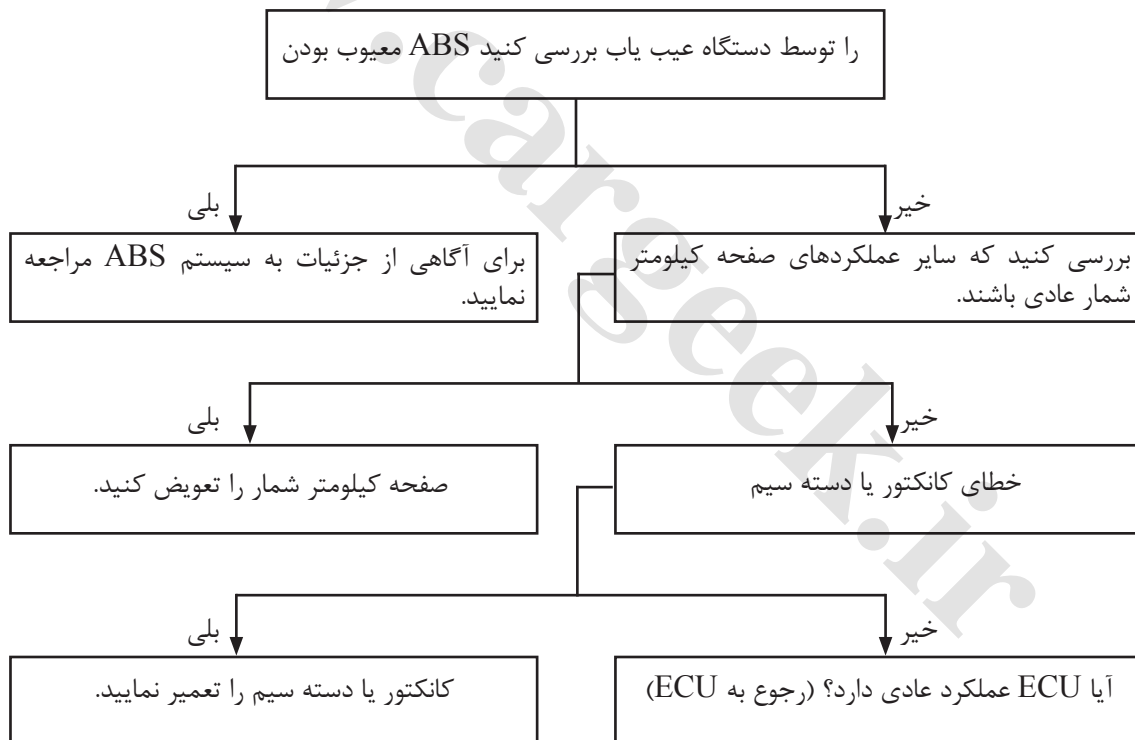 را توسط دستگاه عیب یاب بررسی کنید ABS معیوب بودن
خیر
بلی
بررسی کنید که سایر عملکردهای صفحه کیلومتر
شمار عادی باشند.
برای آگاهی از جزئیات به سیستم ABS مراجعه
نمایید.
خیر
بلی
خطای کانکتور یا دسته سیم
صفحه کیلومتر شمار را تعویض کنید.
خیر
بلی
آیا ECU عملکرد عادی دارد؟ (رجوع به ECU)
کانکتور یا دسته سیم را تعمیر نمایید.
.cargeek.ir